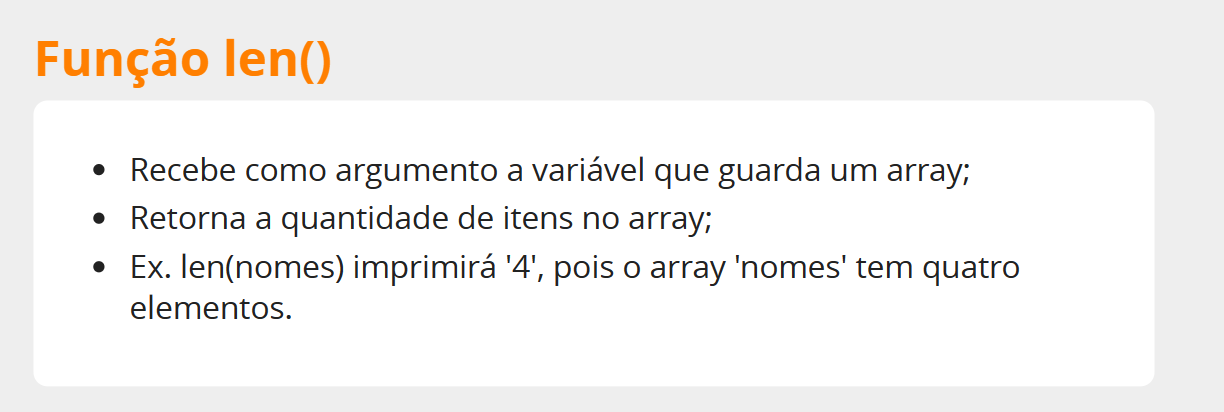 Função len()
• Recebe como argumento a variável que guarda um array;
• Retorna a quantidade de itens no array;
• Ex. len(nomes) imprimirá '4', pois o array 'nomes' tem quatro
elementos.